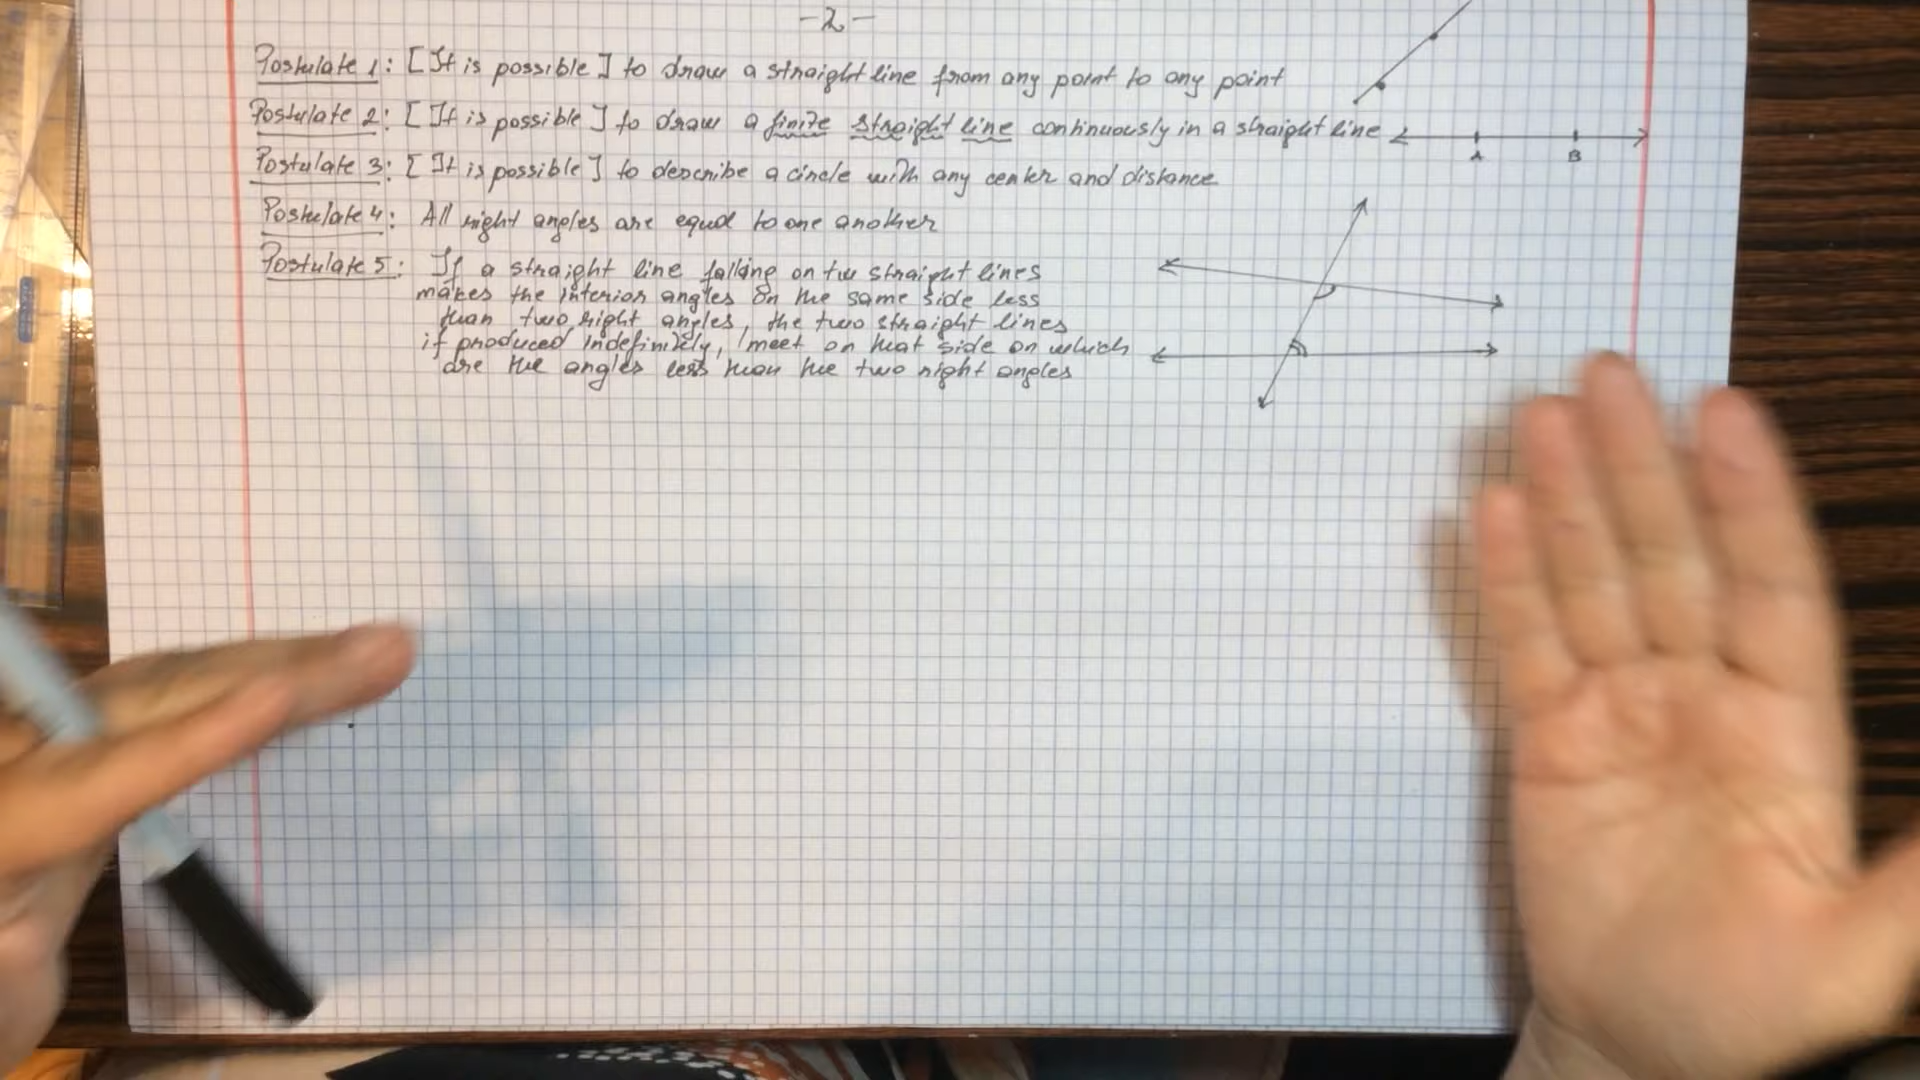 -2-
Postulate 1: [It is possible] to draw a straight line from any point to any point
Postulate 2: [It is possible] to draw a finite straight line continuously in a straight line
A B
Postulate 3: [It is possible] to describe a circle with any center and distance
Postulate 4: All right angles are equal to one another
Postulate 5: If a straight line falling on two straight lines
makes the interior angles on the same side less
than two right angles, the two straight lines
if produced indefinitely, meet on that side on which
are the angles less than the two right angles